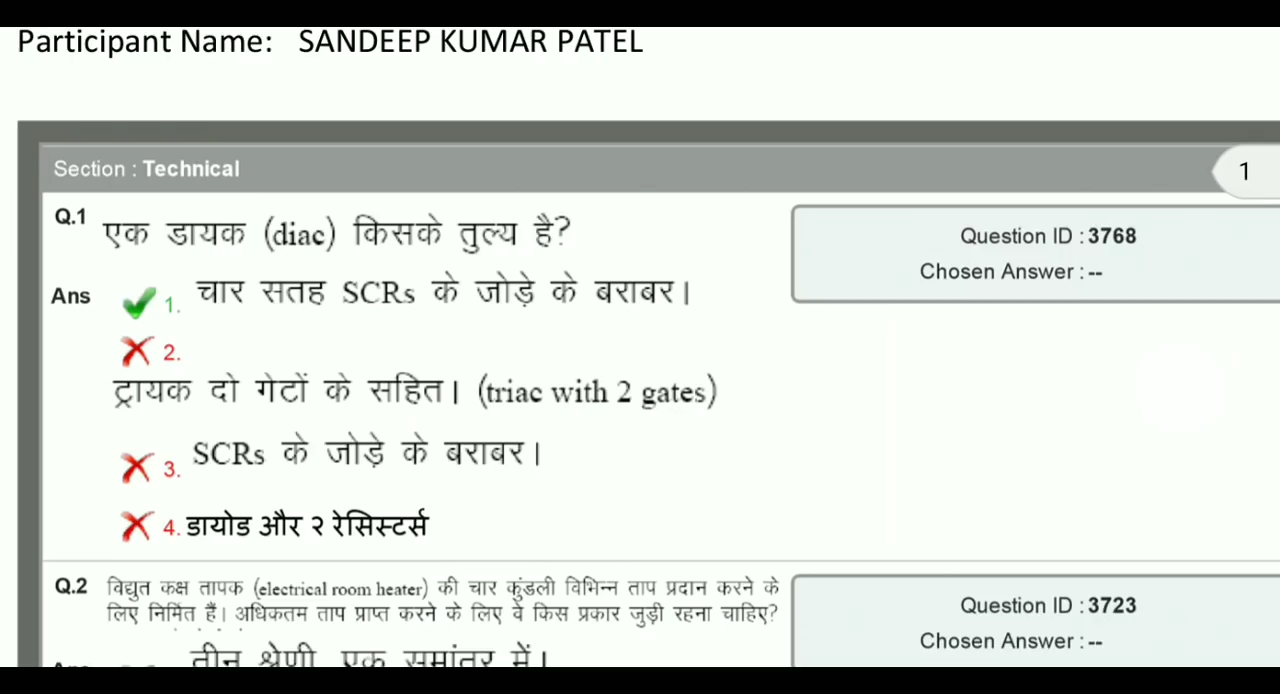 Participant Name: SANDEEP KUMAR PATEL
Section : Technical
1
Q.1 एक डायक (diac) किसके तुल्य है?
Question ID : 3768
Chosen Answer : --
Ans 1. चार सतह SCRs के जोड़े के बराबर।
2.
ट्रायक दो गेटों के सहित। (triac with 2 gates)
3. SCRs के जोड़े के बराबर।
4. डायोड और २ रेसिस्टर्स
Q.2 विद्युत कक्ष तापक (electrical room heater) की चार कुंडली विभिन्न ताप प्रदान करने के
लिए निर्मित हैं। अधिकतम ताप प्राप्त करने के लिए वे किस प्रकार जुड़ी रहना चाहिए?
Question ID : 3723
Chosen Answer : --
तीन श्रेणी एक समांतर में।